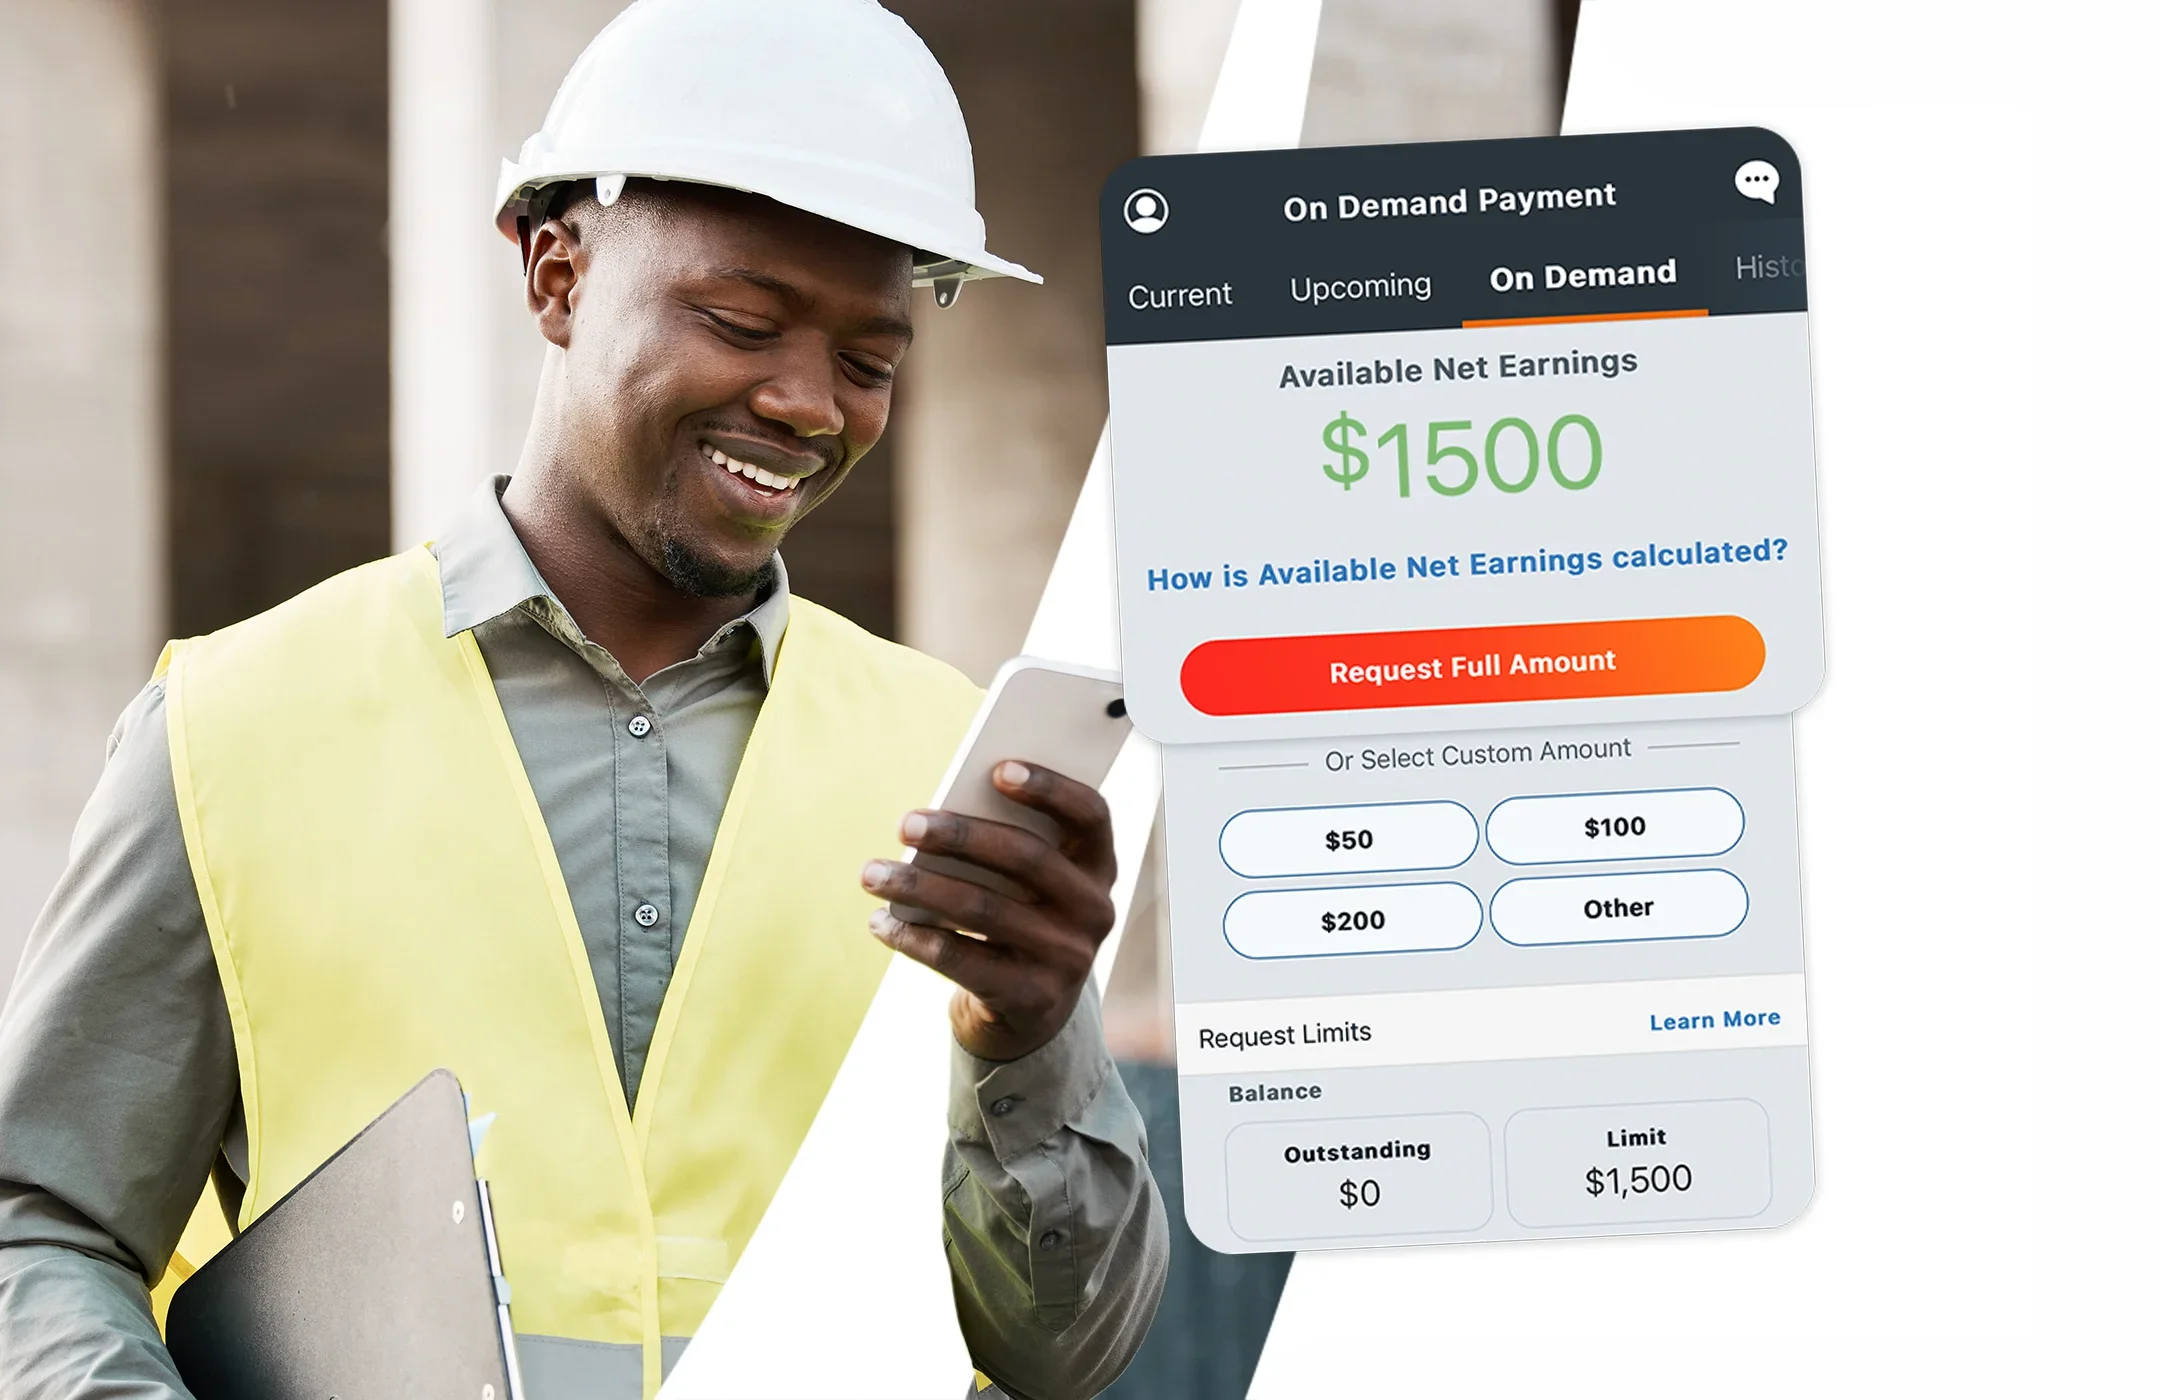 On Demand Payment
Current Upcoming On Demand Histo
Available Net Earnings
$1500
How is Available Net Earnings calculated?
Request Full Amount
Or Select Custom Amount
$50 $100
$200 Other
Request Limits Learn More
Balance
Outstanding Limit
$0 $1,500